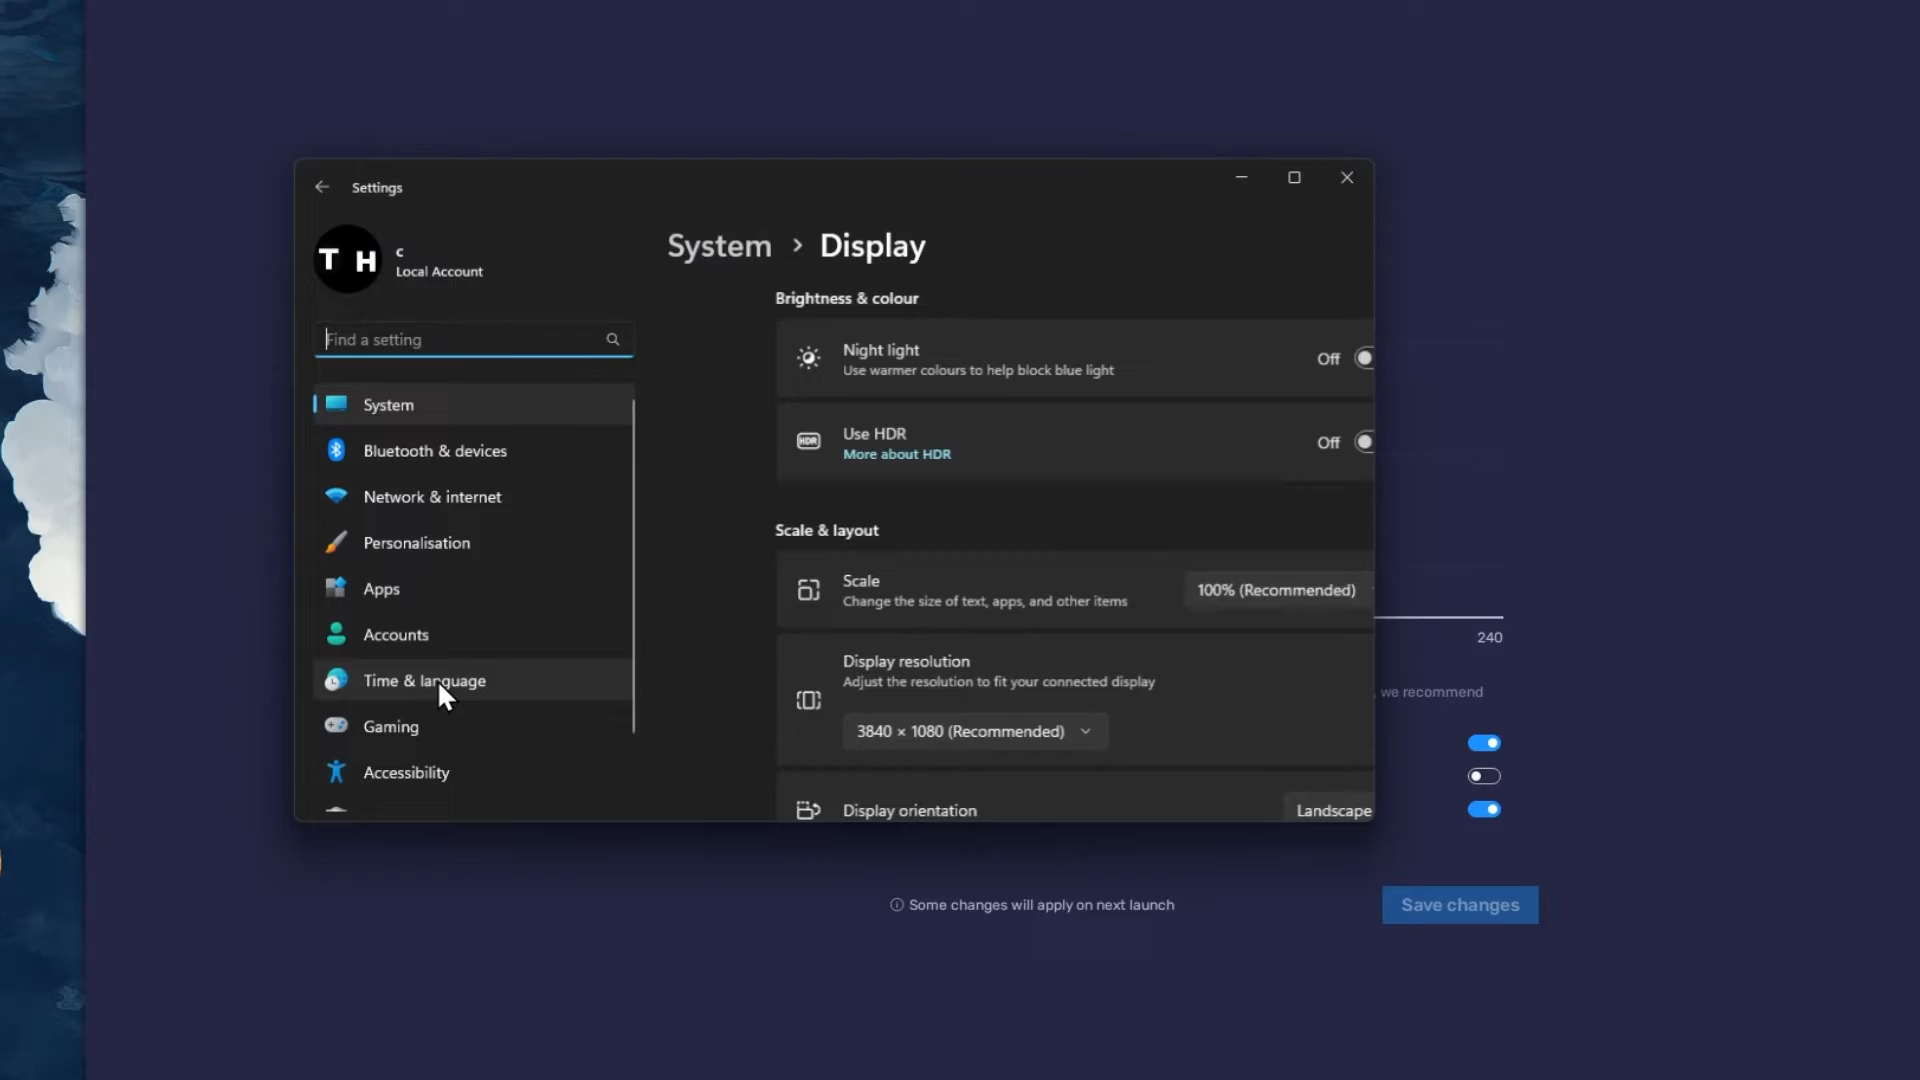 Settings
T H
c
Local Account
Find a setting
System
Bluetooth & devices
Network & internet
Personalisation
Apps
Accounts
Time & language
Gaming
Accessibility
System > Display
Brightness & colour
Night light
Use warmer colours to help block blue light
Off
HDR
Use HDR
More about HDR
Off
Scale & layout
Scale
Change the size of text, apps, and other items
100% (Recommended)
Display resolution
Adjust the resolution to fit your connected display
3840 × 1080 (Recommended)
Display orientation
Landscape
240
, we recommend
Some changes will apply on next launch
Save changes